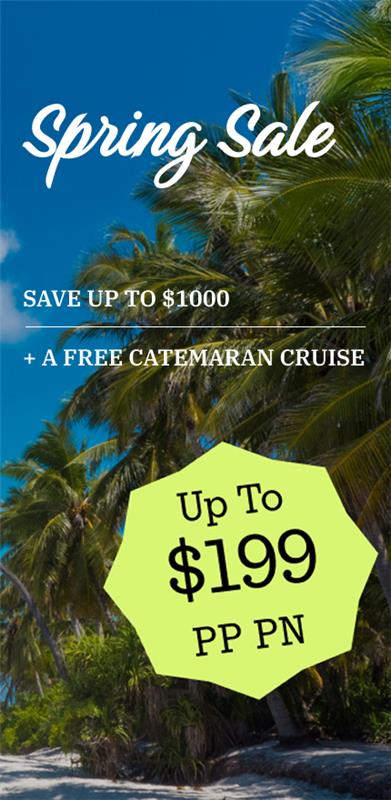 Spring Sale
SAVE UP TO $1000
+ A FREE CATEMARAN CRUISE
Up To
$199
PP PN